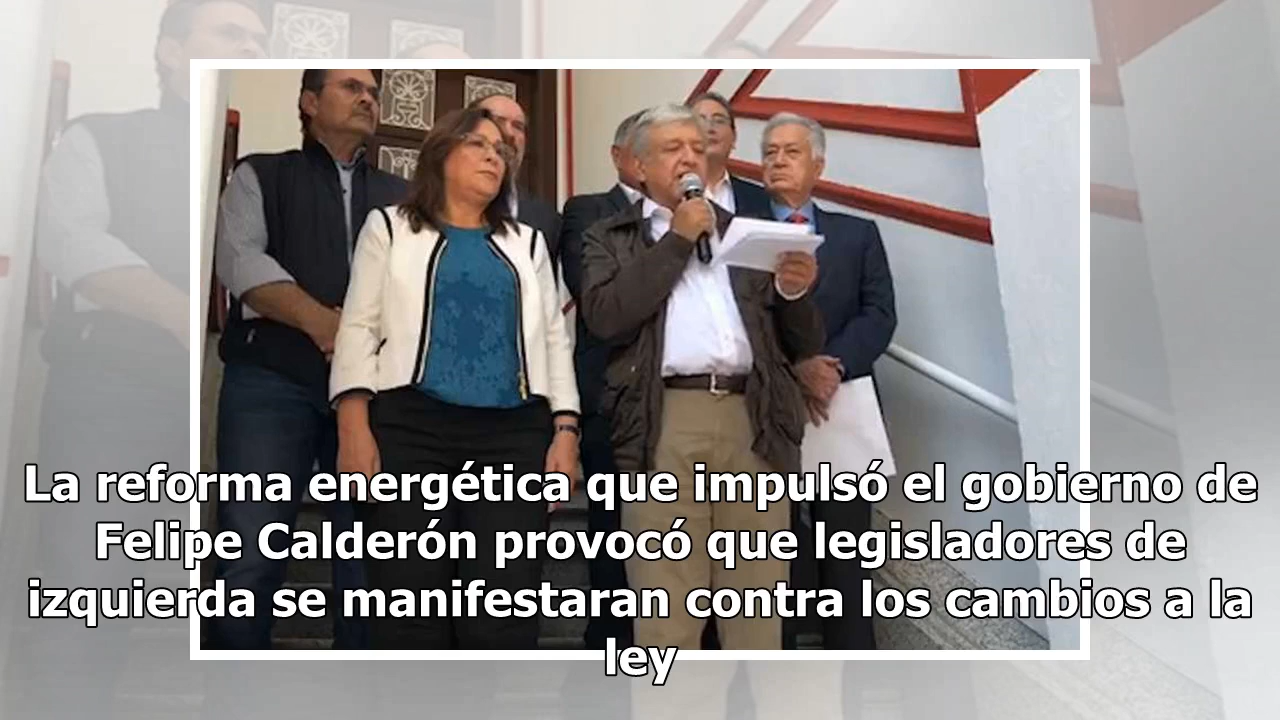 La reforma energética que impulsó el gobierno de
Felipe Calderón provocó que legisladores de
izquierda se manifestaran contra los cambios a la
ley